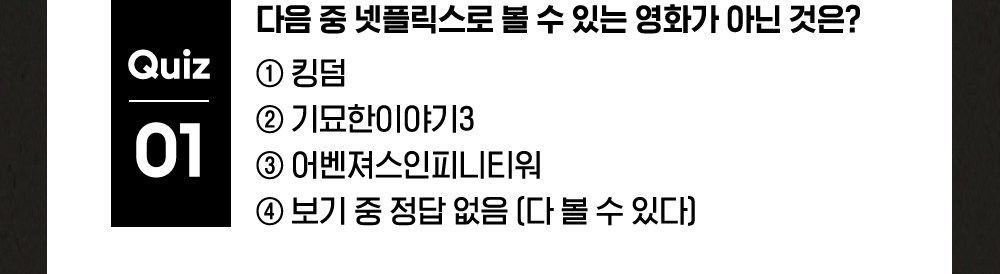 다음 중 넷플릭스로 볼 수 있는 영화가 아닌 것은?
Quiz
01
① 킹덤
② 기묘한이야기3
③ 어벤져스인피니티워
④ 보기 중 정답 없음 (다 볼 수 있다)